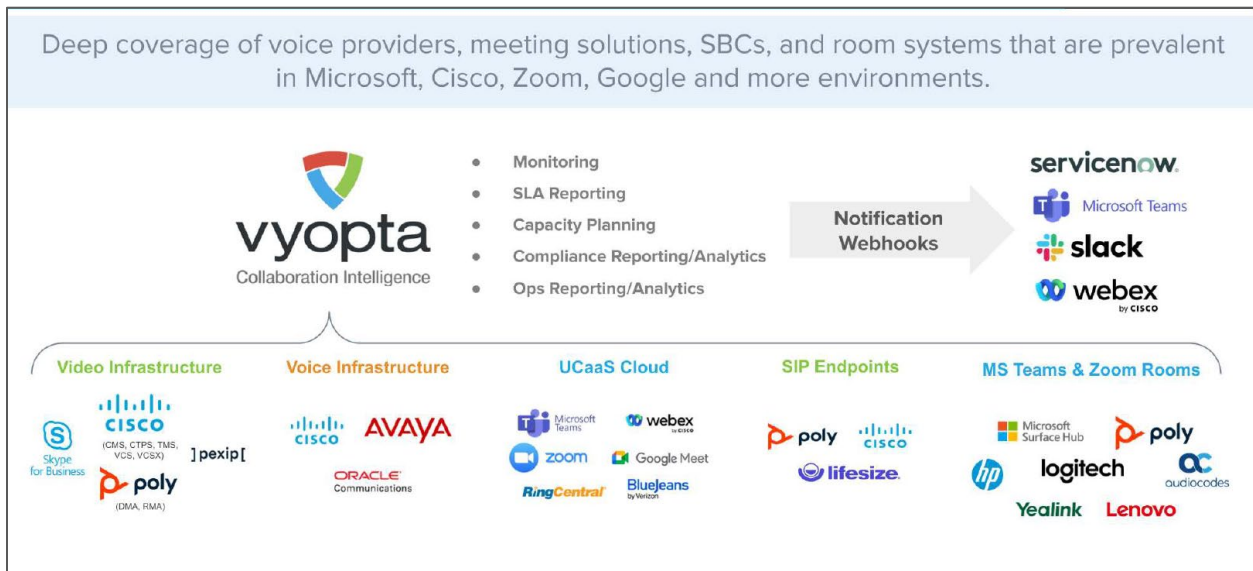 Deep coverage of voice providers, meeting solutions, SBCs, and room systems that are prevalent
in Microsoft, Cisco, Zoom, Google and more environments.
vyopta
Collaboration Intelligence
Monitoring
SLA Reporting
Capacity Planning
Compliance Reporting/Analytics
Ops Reporting/Analytics
Notification
Webhooks
servicenow.
Microsoft Teams
slack
webex
by CISCO
Video Infrastructure
Skype
for Business
CISCO
(CMS, CTPS, TMS,
VCS, VCSX)
]pexip[
poly
(DMA, RMA)
Voice Infrastructure
CISCO
AVAYA
ORACLE
Communications
UCaaS Cloud
Microsoft
Teams
webex
by CISCO
zoom
Google Meet
RingCentral
BlueJeans
by Verizon
SIP Endpoints
poly
CISCO
lifesize
MS Teams & Zoom Rooms
Microsoft
Surface Hub
poly
hp
logitech
audiocodes
Yealink
Lenovo